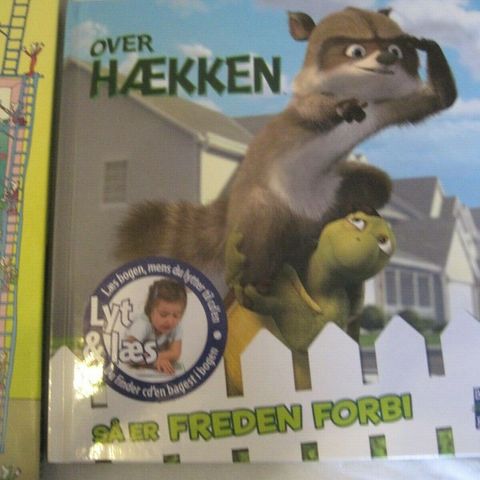 OVER
HÆKKEN
Læs bogen, mens du lytter til cd'en
Lyt
& læs
finder cd'en bagest i bogen
SÅ ER FREDEN FORBI